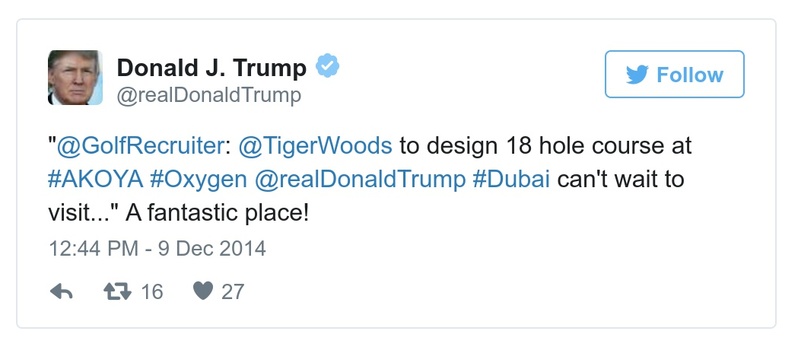 Donald J. Trump
@realDonaldTrump
Follow
"@GolfRecruiter: @TigerWoods to design 18 hole course at
#AKOYA #Oxygen @realDonaldTrump #Dubai can't wait to
visit..." A fantastic place!
12:44 PM - 9 Dec 2014
16 27